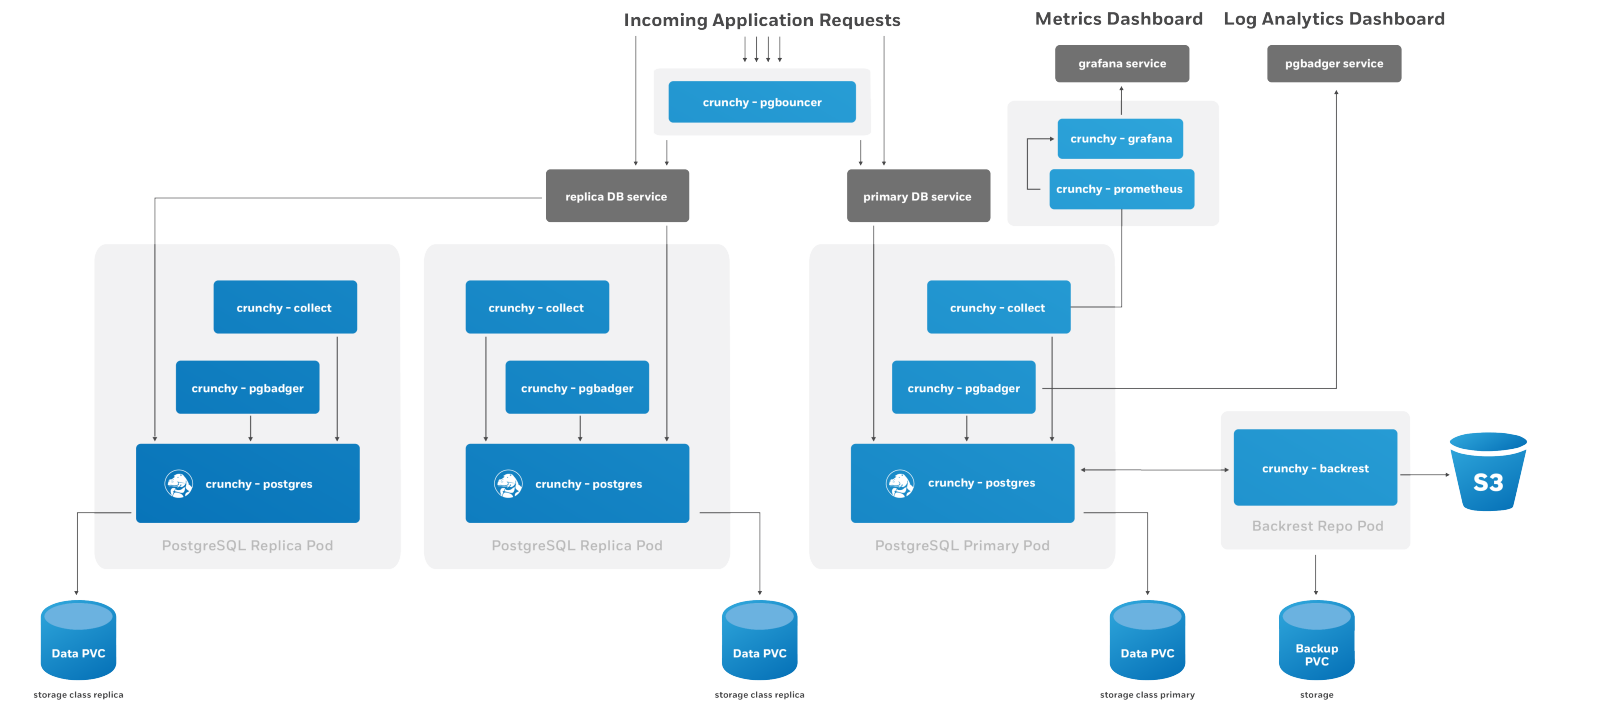 Incoming Application Requests
Metrics Dashboard
Log Analytics Dashboard
grafana service
pgbadger service
crunchy - pgbouncer
crunchy - grafana
crunchy - prometheus
replica DB service
primary DB service
crunchy - collect
crunchy - collect
crunchy - collect
crunchy - pgbadger
crunchy - pgbadger
crunchy - pgbadger
crunchy - postgres
crunchy - postgres
crunchy - postgres
crunchy - backrest
S3
PostgreSQL Replica Pod
PostgreSQL Replica Pod
PostgreSQL Primary Pod
Backrest Repo Pod
Data PVC
Data PVC
Data PVC
Backup
PVC
storage class replica
storage class replica
storage class primary
storage